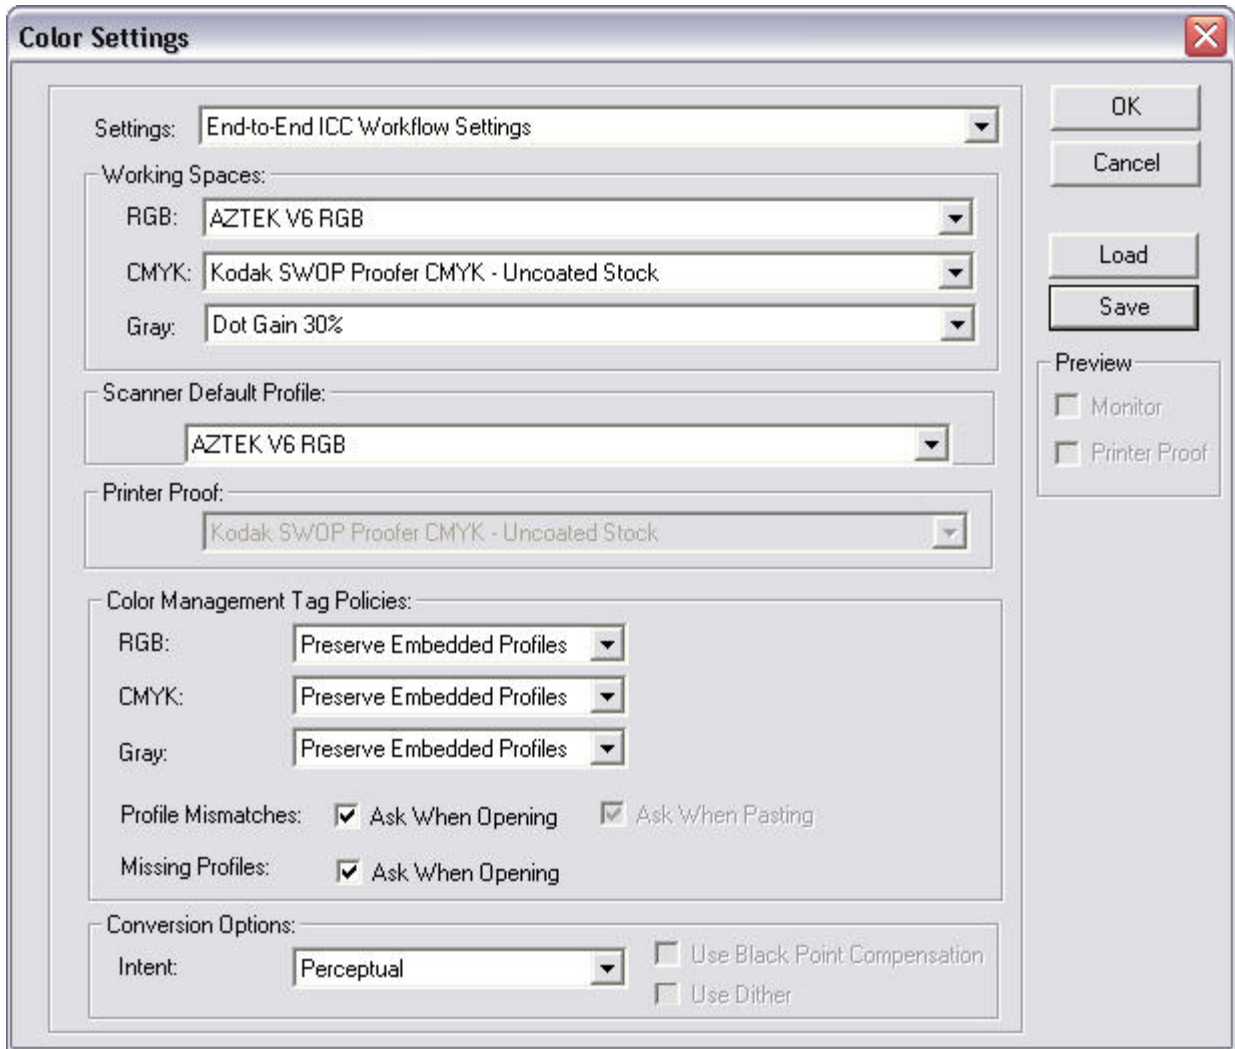 Color Settings
Settings: End-to-End ICC Workflow Settings
Working Spaces:
RGB: AZTEK V6 RGB
CMYK: Kodak SWOP Proofer CMYK - Uncoated Stock
Gray: Dot Gain 30%
Scanner Default Profile:
AZTEK V6 RGB
Printer Proof:
Kodak SWOP Proofer CMYK - Uncoated Stock
Color Management Tag Policies:
RGB: Preserve Embedded Profiles
CMYK: Preserve Embedded Profiles
Gray: Preserve Embedded Profiles
Profile Mismatches: Ask When Opening Ask When Pasting
Missing Profiles: Ask When Opening
Conversion Options:
Intent: Perceptual
Use Black Point Compensation
Use Dither
OK
Cancel
Load
Save
Preview
Monitor
Printer Proof